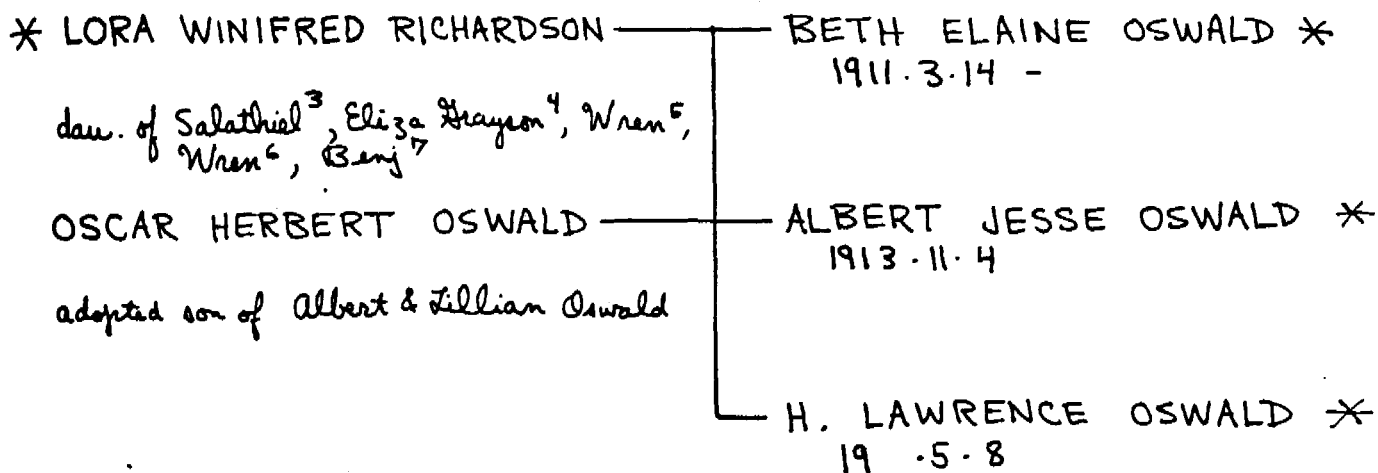 * LORA WINIFRED RICHARDSON
dau. of Salathiel³, Eliza Grayson⁴, Wren⁵,
Wren⁶, Benj⁷
OSCAR HERBERT OSWALD
adopted son of Albert & Lillian Oswald
BETH ELAINE OSWALD *
1911.3.14 -
ALBERT JESSE OSWALD *
1913.11.4
H. LAWRENCE OSWALD *
19 .5.8